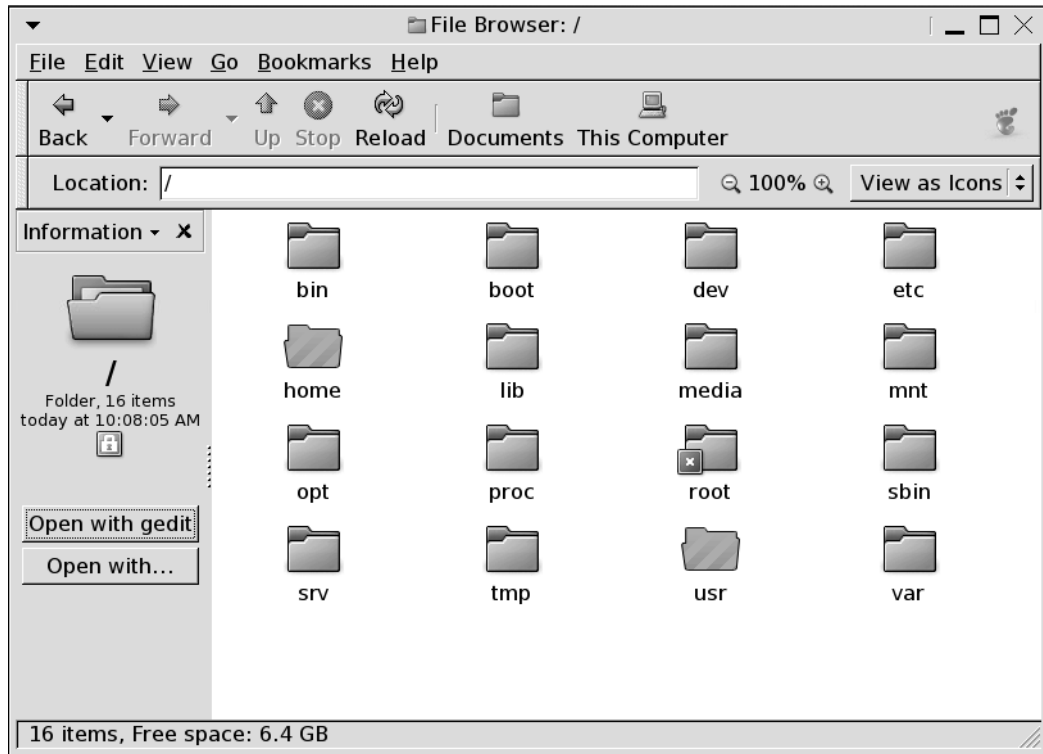 File Browser: /
File Edit View Go Bookmarks Help
Back Forward Up Stop Reload Documents This Computer
Location: / 100% View as Icons
Information
/
Folder, 16 items
today at 10:08:05 AM
Open with gedit
Open with...
bin boot dev etc
home lib media mnt
opt proc root sbin
srv tmp usr var
16 items, Free space: 6.4 GB